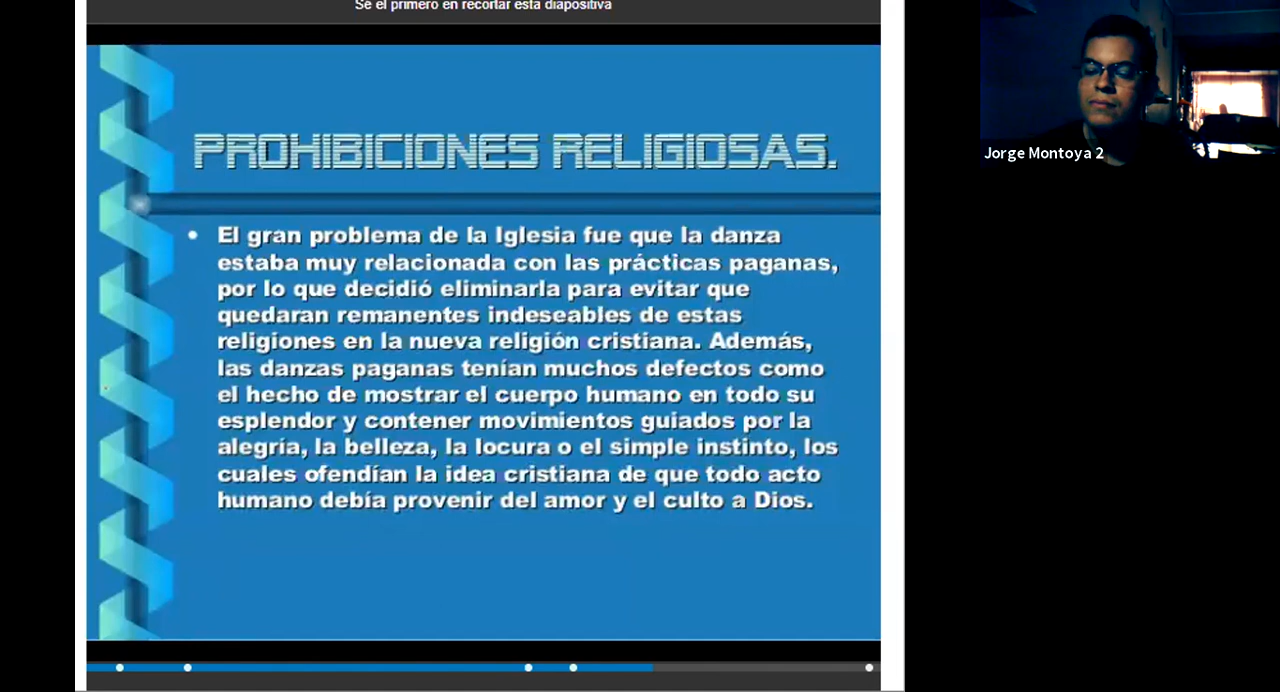 Sé el primero en recortar esta diapositiva
PROHIBICIONES RELIGIOSAS.
• El gran problema de la Iglesia fue que la danza
estaba muy relacionada con las prácticas paganas,
por lo que decidió eliminarla para evitar que
quedaran remanentes indeseables de estas
religiones en la nueva religión cristiana. Además,
las danzas paganas tenían muchos defectos como
el hecho de mostrar el cuerpo humano en todo su
esplendor y contener movimientos guiados por la
alegría, la belleza, la locura o el simple instinto, los
cuales ofendían la idea cristiana de que todo acto
humano debía provenir del amor y el culto a Dios.
Jorge Montoya 2